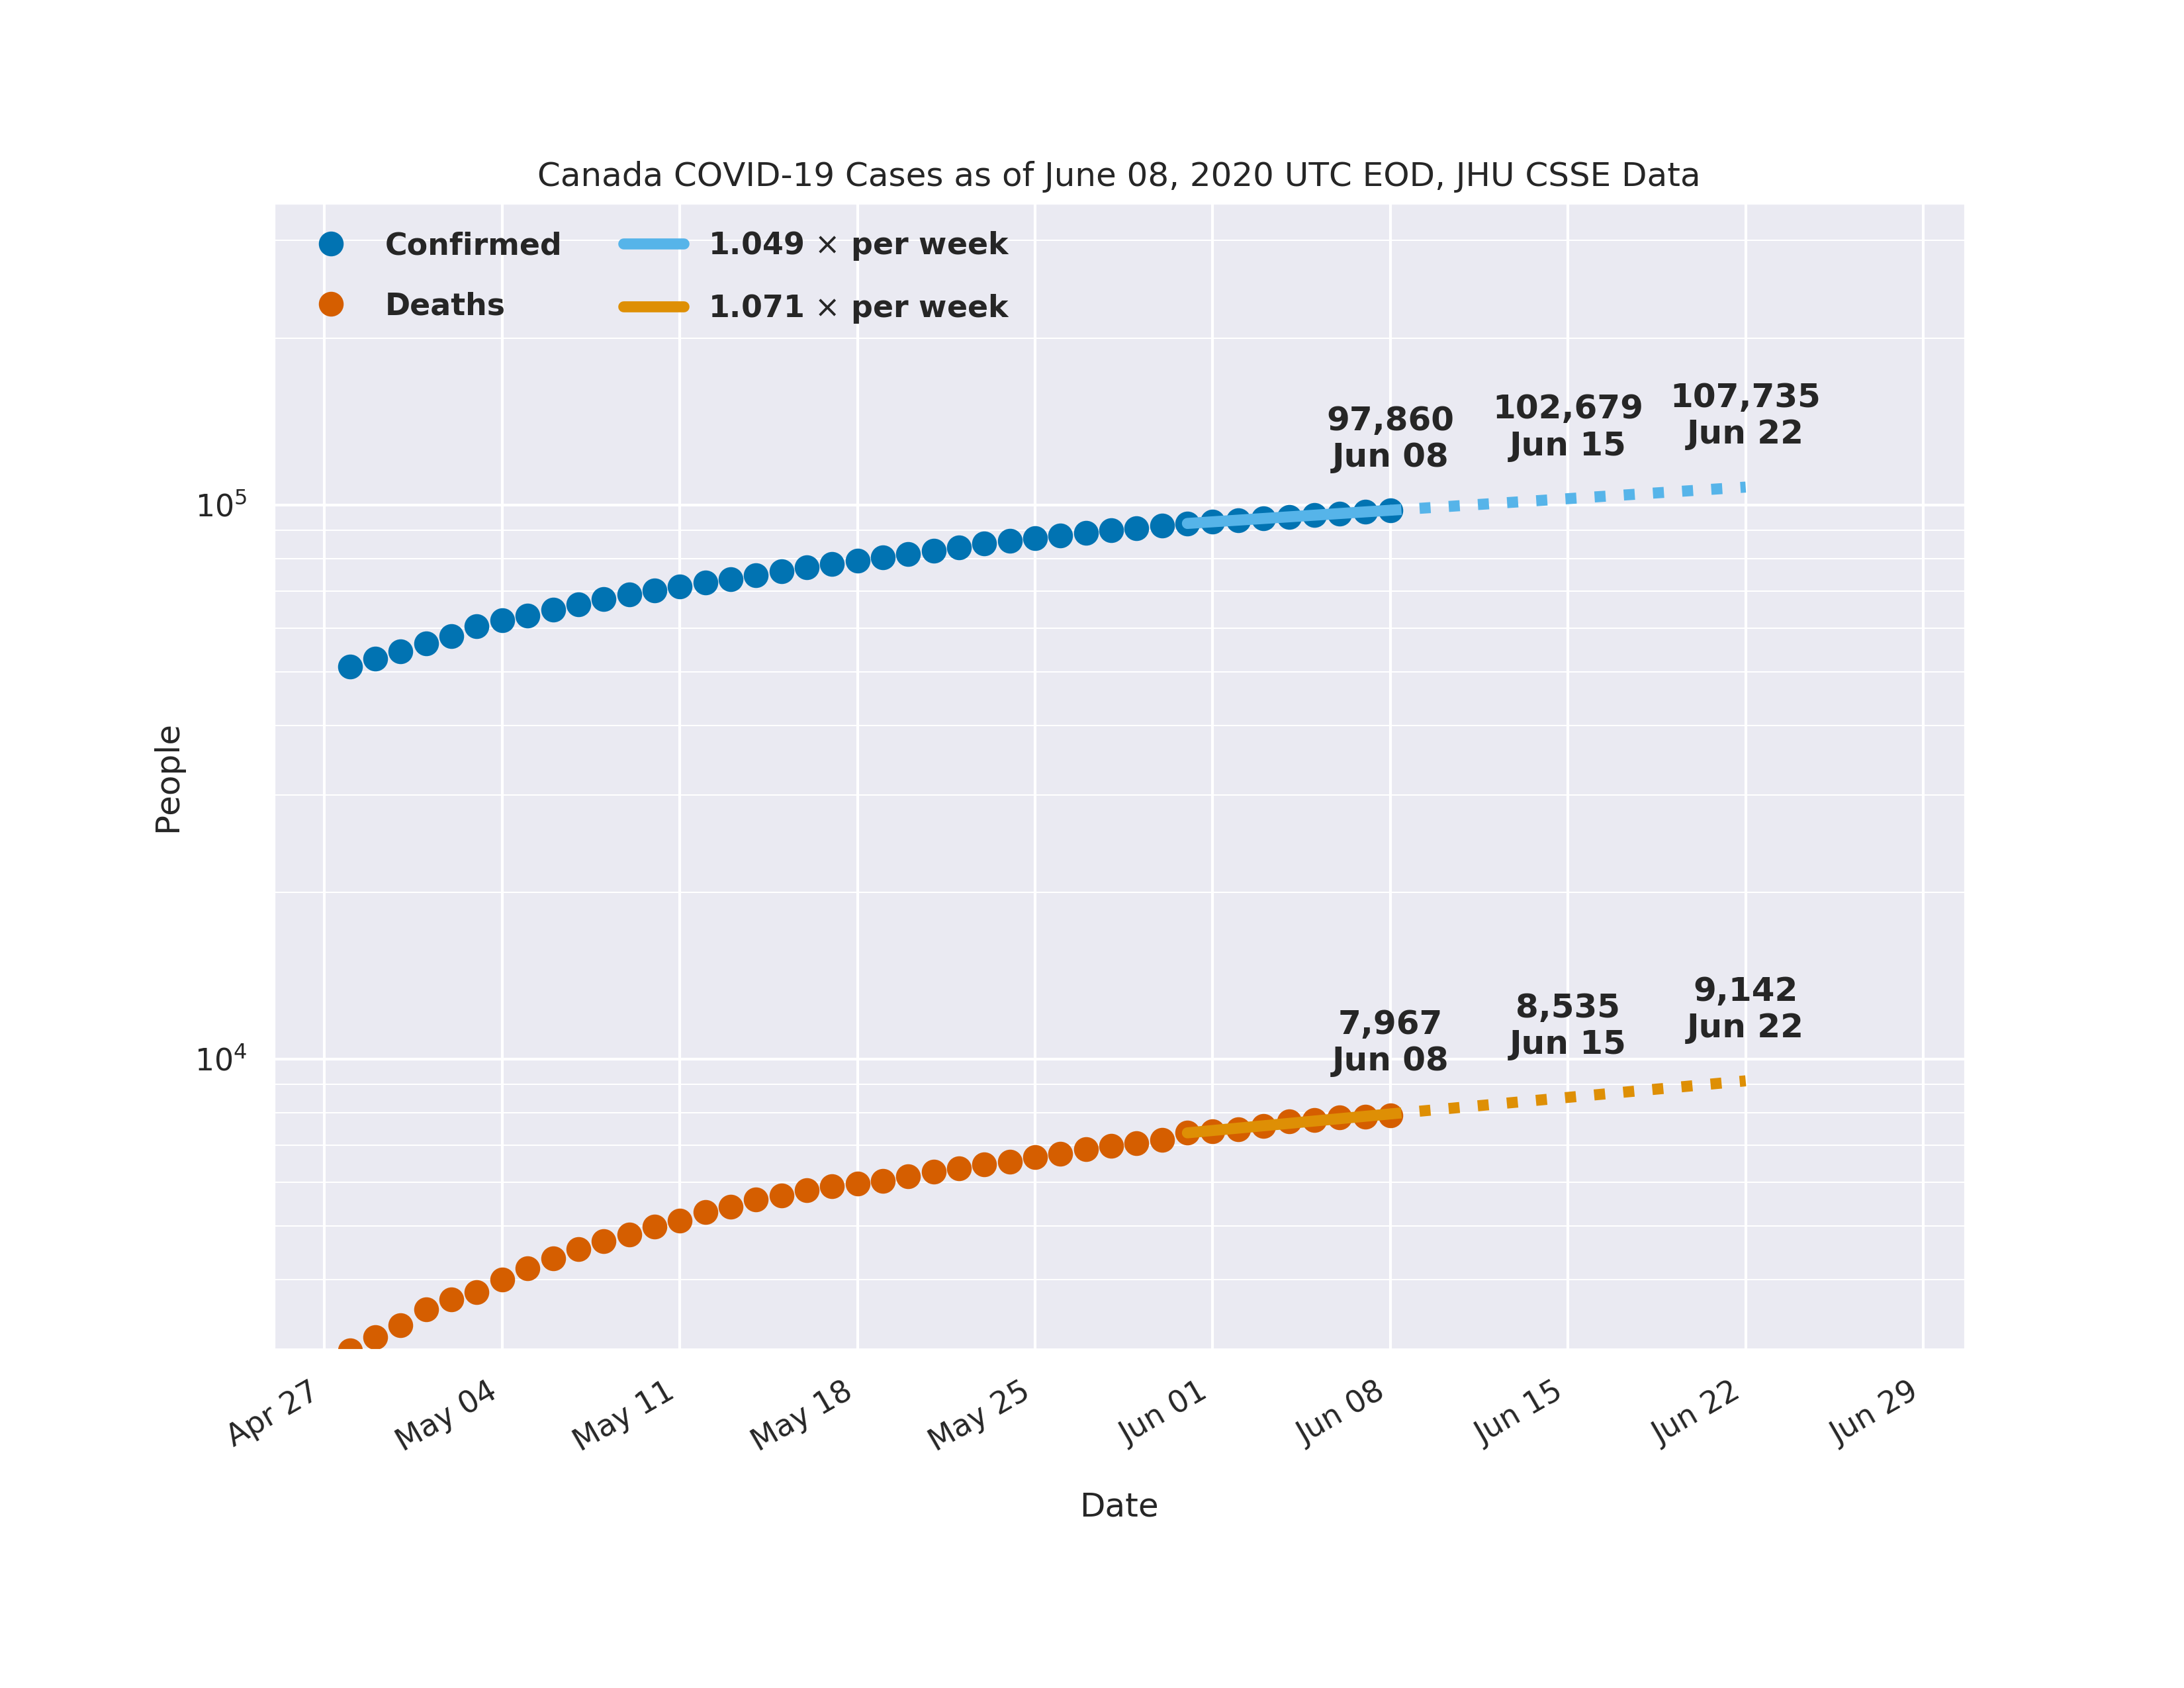 Canada COVID-19 Cases as of June 08, 2020 UTC EOD, JHU CSSE Data
Confirmed
Deaths
1.049 × per week
1.071 × per week
97,860
Jun 08
102,679
Jun 15
107,735
Jun 22
10⁵
People
7,967
Jun 08
8,535
Jun 15
9,142
Jun 22
10⁴
Apr 27
May 04
May 11
May 18
May 25
Jun 01
Jun 08
Jun 15
Jun 22
Jun 29
Date